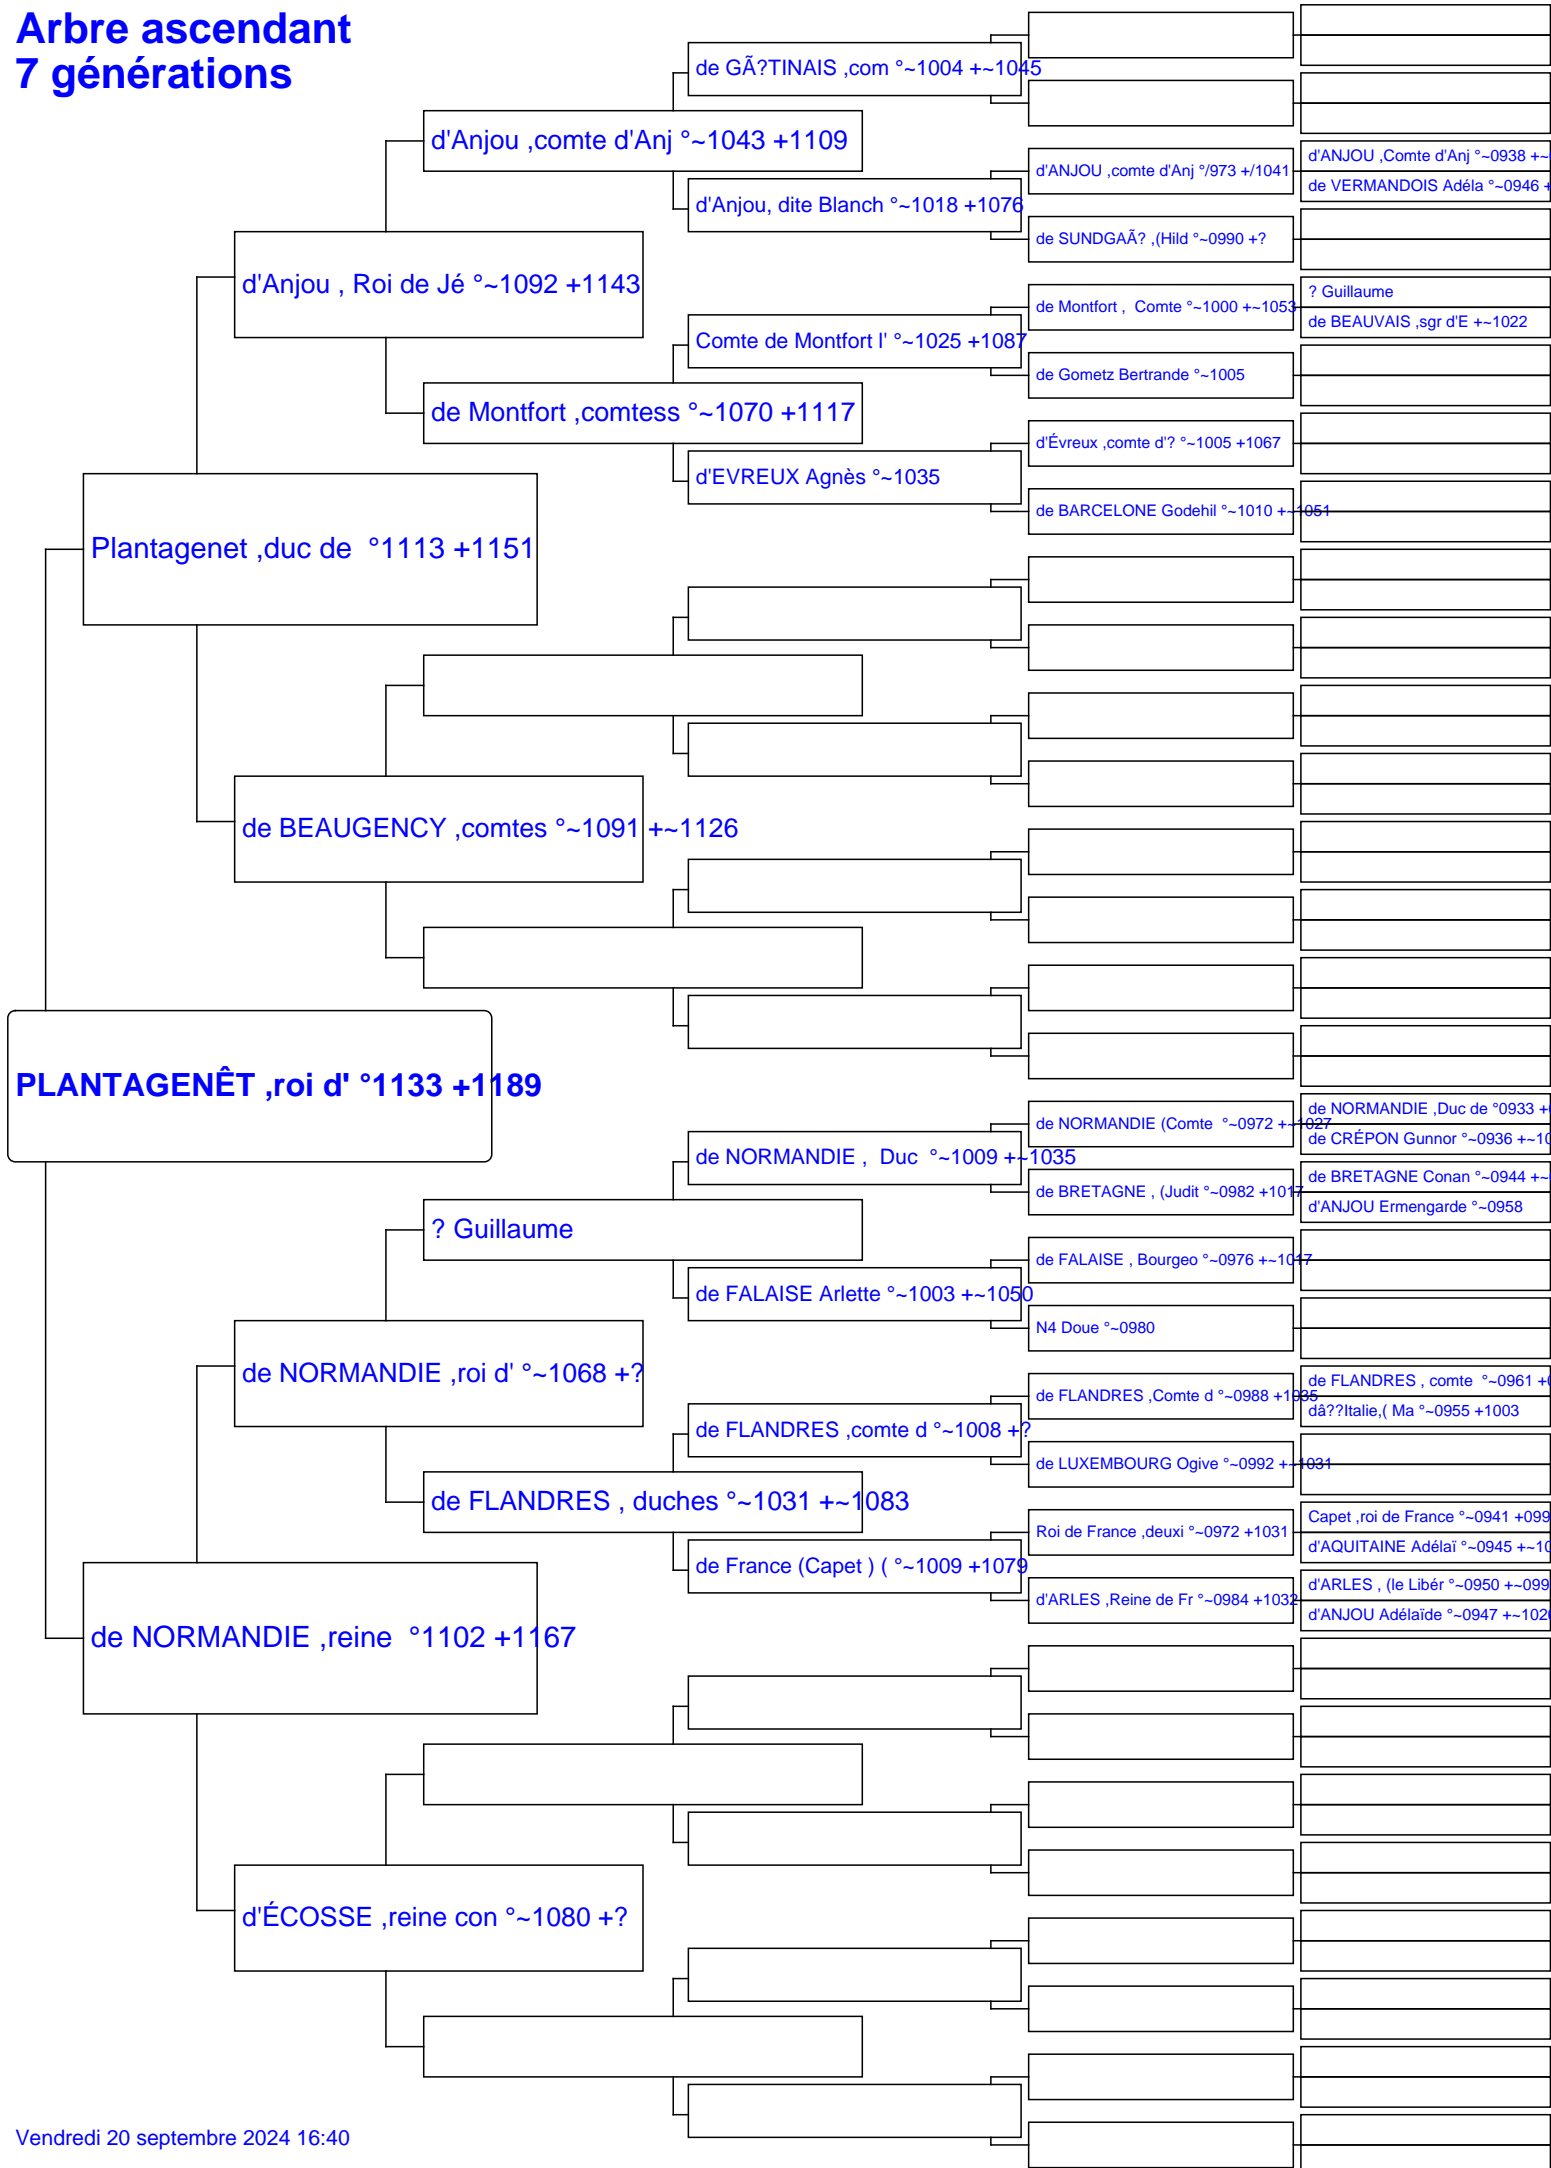 Arbre ascendant
7 générations
de GÃ?TINAIS ,com °~1004 +~1045
d'Anjou ,comte d'Anj °~1043 +1109
d'ANJOU ,comte d'Anj °/973 +/1041
d'ANJOU ,Comte d'Anj °~0938 +~
de VERMANDOIS Adéla °~0946 +
d'Anjou, dite Blanch °~1018 +1076
de SUNDGAÃ? ,(Hild °~0990 +?
d'Anjou , Roi de Jé °~1092 +1143
de Montfort ,  Comte °~1000 +~1053
? Guillaume
de BEAUVAIS ,sgr d'E +~1022
Comte de Montfort l' °~1025 +1087
de Gometz Bertrande °~1005
de Montfort ,comtess °~1070 +1117
d'Évreux ,comte d'? °~1005 +1067
d'EVREUX Agnès °~1035
de BARCELONE Godehil °~1010 +~1051
Plantagenet ,duc de  °1113 +1151
de BEAUGENCY ,comtes °~1091 +~1126
PLANTAGENÊT ,roi d' °1133 +1189
de NORMANDIE (Comte  °~0972 +~1027
de NORMANDIE ,Duc de °0933 +
de CRÉPON Gunnor °~0936 +~10
de NORMANDIE ,  Duc  °~1009 +~1035
de BRETAGNE , (Judit °~0982 +1017
de BRETAGNE Conan °~0944 +~
d'ANJOU Ermengarde °~0958
? Guillaume
de FALAISE , Bourgeo °~0976 +~1017
de FALAISE Arlette °~1003 +~1050
N4 Doue °~0980
de NORMANDIE ,roi d' °~1068 +?
de FLANDRES ,Comte d °~0988 +1035
de FLANDRES , comte  °~0961 +0
dâ??Italie,( Ma °~0955 +1003
de FLANDRES ,comte d °~1008 +?
de LUXEMBOURG Ogive °~0992 +~1031
de FLANDRES , duches °~1031 +~1083
Roi de France ,deuxi °~0972 +1031
Capet ,roi de France °~0941 +099
d'AQUITAINE Adélaï °~0945 +~10
de France (Capet ) ( °~1009 +1079
d'ARLES ,Reine de Fr °~0984 +1032
d'ARLES , (le Libér °~0950 +~099
d'ANJOU Adélaïde °~0947 +~1026
de NORMANDIE ,reine  °1102 +1167
d'ÉCOSSE ,reine con °~1080 +?
Vendredi 20 septembre 2024 16:40